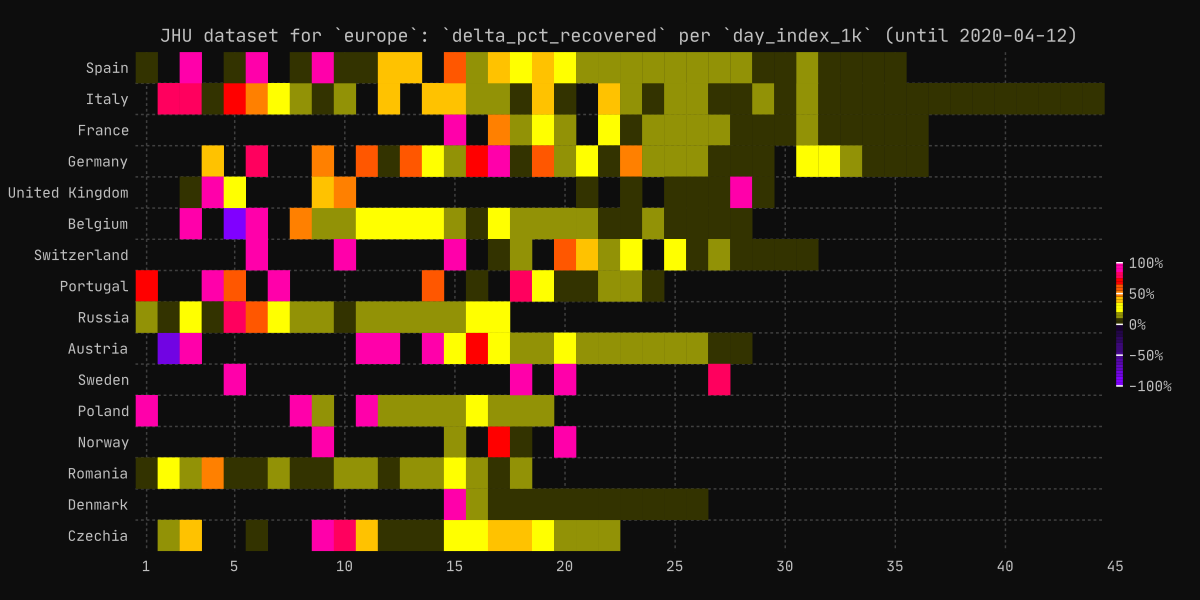 JHU dataset for `europe`: `delta_pct_recovered` per `day_index_1k` (until 2020-04-12)
Spain
Italy
France
Germany
United Kingdom
Belgium
Switzerland
Portugal
Russia
Austria
Sweden
Poland
Norway
Romania
Denmark
Czechia
1 5 10 15 20 25 30 35 40 45
100%
50%
0%
-50%
-100%